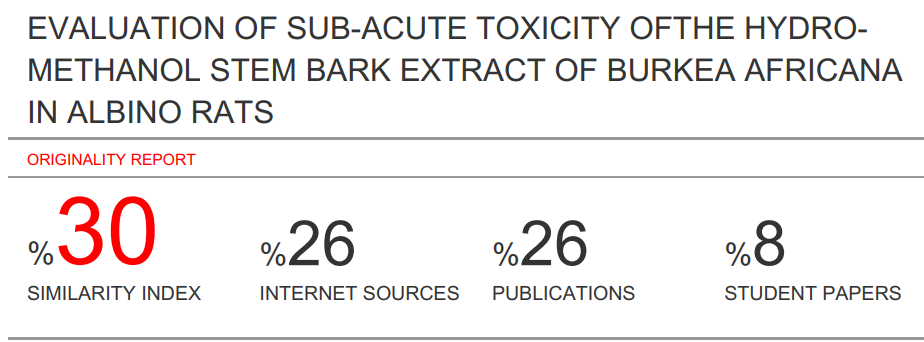 EVALUATION OF SUB-ACUTE TOXICITY OFTHE HYDRO-
METHANOL STEM BARK EXTRACT OF BURKEA AFRICANA
IN ALBINO RATS
ORIGINALITY REPORT
%30 %26 %26 %8
SIMILARITY INDEX INTERNET SOURCES PUBLICATIONS STUDENT PAPERS